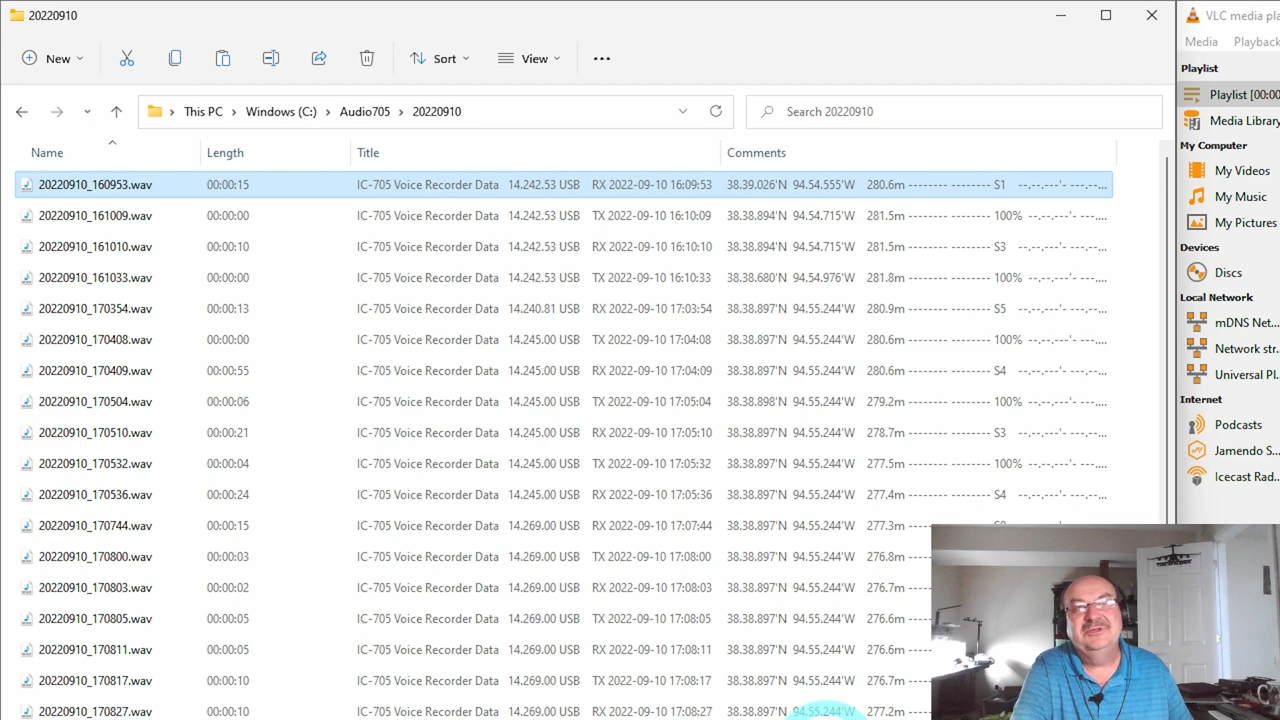 20220910
New
Sort
View
This PC > Windows (C:) > Audio705 > 20220910
Search 20220910
Name Length Title Comments
20220910_160953.wav 00:00:15 IC-705 Voice Recorder Data 14.242.53 USB RX 2022-09-10 16:09:53 38.39.026'N 94.54.555'W 280.6m -------- -------- S1 --,--,---'- ---,--...
20220910_161009.wav 00:00:00 IC-705 Voice Recorder Data 14.242.53 USB TX 2022-09-10 16:10:09 38.38.894'N 94.54.715'W 281.5m -------- -------- 100% --,--,---'- ---,--...
20220910_161010.wav 00:00:10 IC-705 Voice Recorder Data 14.242.53 USB RX 2022-09-10 16:10:10 38.38.894'N 94.54.715'W 281.5m -------- -------- S3 --,--,---'- ---,--...
20220910_161033.wav 00:00:00 IC-705 Voice Recorder Data 14.242.53 USB TX 2022-09-10 16:10:33 38.38.680'N 94.54.976'W 281.8m -------- -------- 100% --,--,---'- ---,--...
20220910_170354.wav 00:00:13 IC-705 Voice Recorder Data 14.240.81 USB RX 2022-09-10 17:03:54 38.38.897'N 94.55.244'W 280.9m -------- -------- S5 --,--,---'- ---,--...
20220910_170408.wav 00:00:00 IC-705 Voice Recorder Data 14.245.00 USB TX 2022-09-10 17:04:08 38.38.897'N 94.55.244'W 280.6m -------- -------- 100% --,--,---'- ---,--...
20220910_170409.wav 00:00:55 IC-705 Voice Recorder Data 14.245.00 USB RX 2022-09-10 17:04:09 38.38.897'N 94.55.244'W 280.6m -------- -------- S4 --,--,---'- ---,--...
20220910_170504.wav 00:00:06 IC-705 Voice Recorder Data 14.245.00 USB TX 2022-09-10 17:05:04 38.38.898'N 94.55.244'W 279.2m -------- -------- 100% --,--,---'- ---,--...
20220910_170510.wav 00:00:21 IC-705 Voice Recorder Data 14.245.00 USB RX 2022-09-10 17:05:10 38.38.897'N 94.55.244'W 278.7m -------- -------- S3 --,--,---'- ---,--...
20220910_170532.wav 00:00:04 IC-705 Voice Recorder Data 14.245.00 USB TX 2022-09-10 17:05:32 38.38.897'N 94.55.244'W 277.5m -------- -------- 100% --,--,---'- ---,--...
20220910_170536.wav 00:00:24 IC-705 Voice Recorder Data 14.245.00 USB RX 2022-09-10 17:05:36 38.38.897'N 94.55.244'W 277.4m -------- -------- S4 --,--,---'- ---,--...
20220910_170744.wav 00:00:15 IC-705 Voice Recorder Data 14.269.00 USB RX 2022-09-10 17:07:44 38.38.897'N 94.55.244'W 277.3m
20220910_170800.wav 00:00:03 IC-705 Voice Recorder Data 14.269.00 USB TX 2022-09-10 17:08:00 38.38.897'N 94.55.244'W 276.8m
20220910_170803.wav 00:00:02 IC-705 Voice Recorder Data 14.269.00 USB RX 2022-09-10 17:08:03 38.38.897'N 94.55.244'W 276.7m
20220910_170805.wav 00:00:05 IC-705 Voice Recorder Data 14.269.00 USB TX 2022-09-10 17:08:05 38.38.897'N 94.55.244'W 276.6m
20220910_170811.wav 00:00:05 IC-705 Voice Recorder Data 14.269.00 USB RX 2022-09-10 17:08:11 38.38.897'N 94.55.244'W 276.6m
20220910_170817.wav 00:00:10 IC-705 Voice Recorder Data 14.269.00 USB TX 2022-09-10 17:08:17 38.38.897'N 94.55.244'W 276.7m
20220910_170827.wav 00:00:10 IC-705 Voice Recorder Data 14.269.00 USB RX 2022-09-10 17:08:27 38.38.897'N 94.55.244'W 277.2m
VLC media pla
Media Playback
Playlist
Playlist [00:00
Media Library
My Computer
My Videos
My Music
My Pictures
Devices
Discs
Local Network
mDNS Net...
Network str...
Universal Pl...
Internet
Podcasts
Jamendo S...
Icecast Rad...